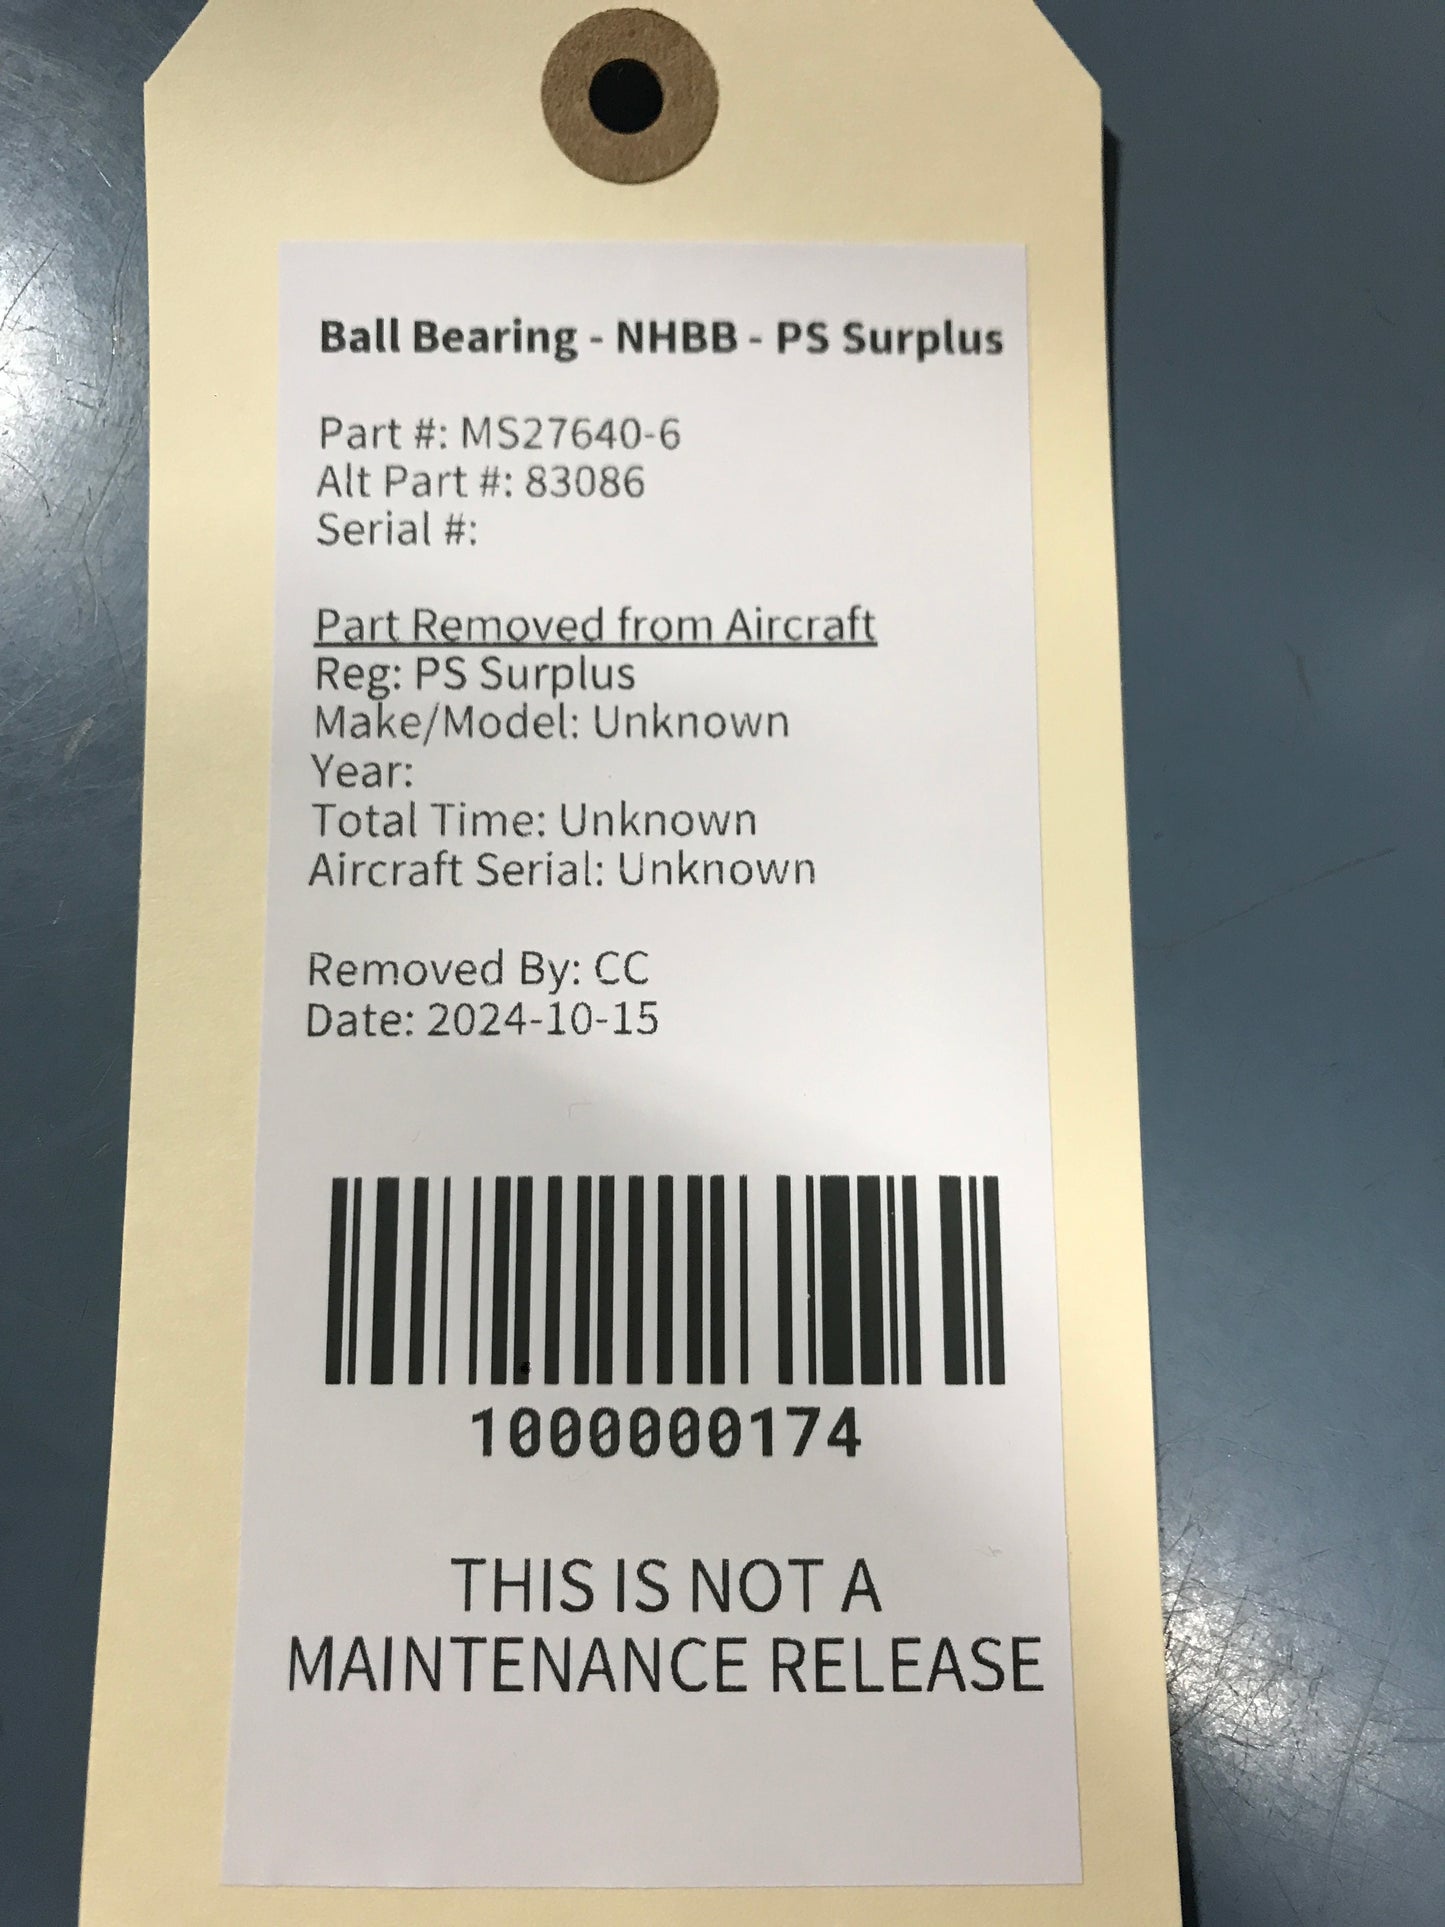 Ball Bearing - NHBB - PS Surplus
Part #: MS27640-6
Alt Part #: 83086
Serial #:
Part Removed from Aircraft
Reg: PS Surplus
Make/Model: Unknown
Year:
Total Time: Unknown
Aircraft Serial: Unknown
Removed By: CC
Date: 2024-10-15
1000000174
THIS IS NOT A
MAINTENANCE RELEASE